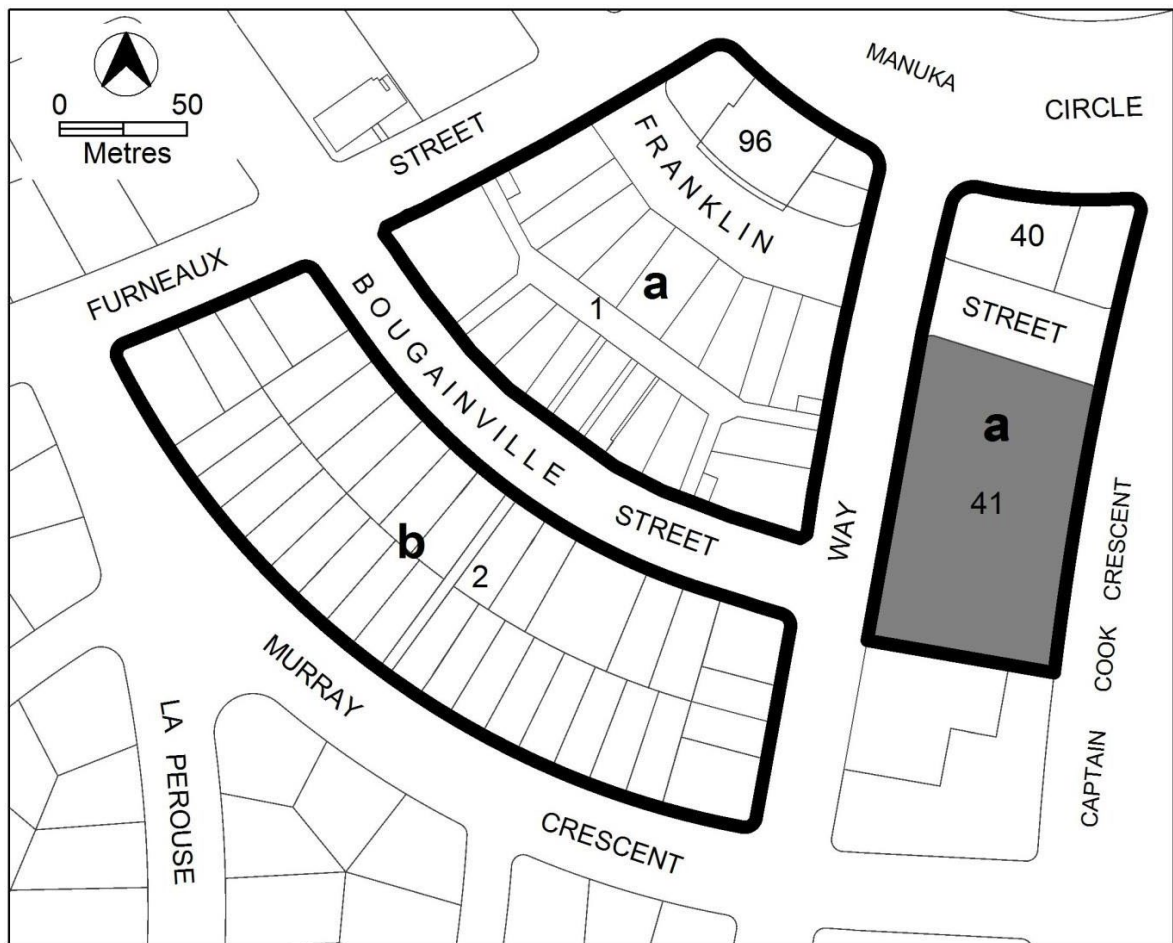 0 50
Metres
MANUKA
CIRCLE
STREET
FURNEAUX
FRANKLIN
96
40
STREET
a
1
a
41
BOUGAINVILLE
STREET
WAY
b
2
MURRAY
CRESCENT
LA PEROUSE
CAPTAIN COOK CRESCENT